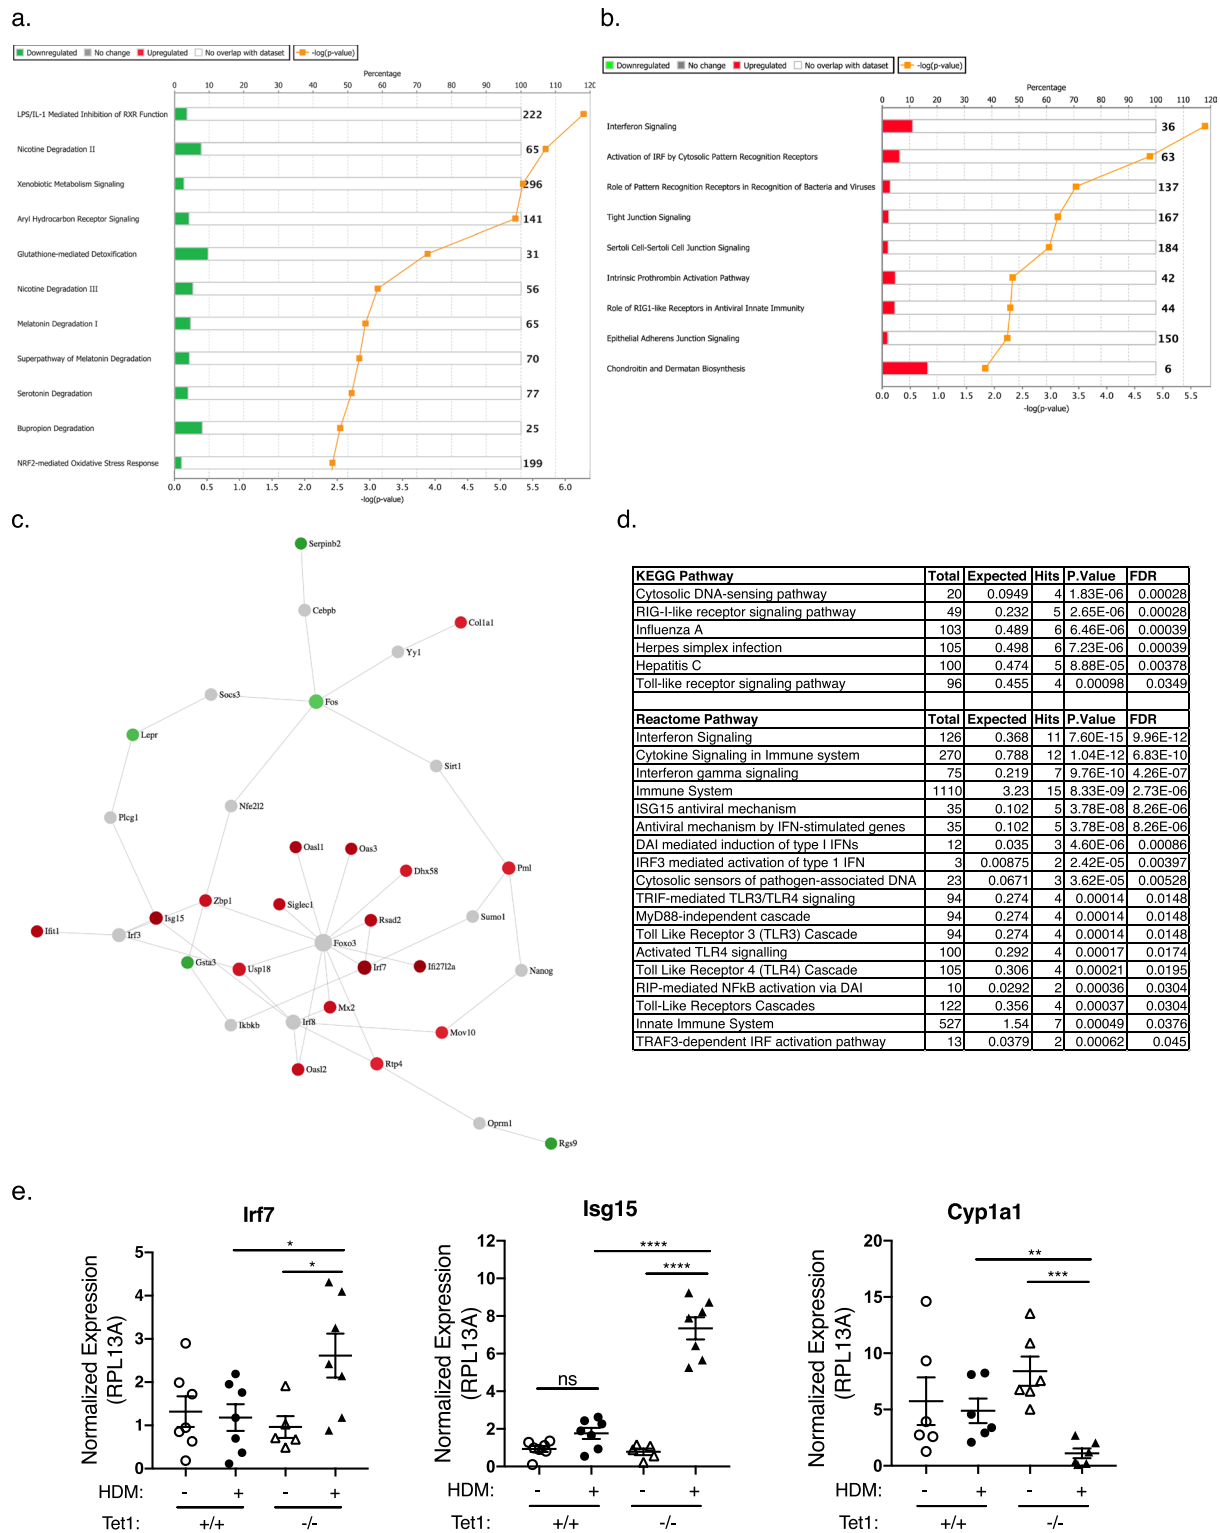 a.
Downregulated No change Upregulated No overlap with dataset -log(p-value)
Percentage
0 10 20 30 40 50 60 70 80 90 100 110 120
LPS/IL-1 Mediated Inhibition of RXR Function 222
Nicotine Degradation II 65
Xenobiotic Metabolism Signaling 296
Aryl Hydrocarbon Receptor Signaling 141
Glutathione-mediated Detoxification 31
Nicotine Degradation III 56
Melatonin Degradation I 65
Superpathway of Melatonin Degradation 70
Serotonin Degradation 77
Bupropion Degradation 25
NRF2-mediated Oxidative Stress Response 199
0.0 0.5 1.0 1.5 2.0 2.5 3.0 3.5 4.0 4.5 5.0 5.5 6.0
-log(p-value)
b.
Downregulated No change Upregulated No overlap with dataset -log(p-value)
Percentage
0 10 20 30 40 50 60 70 80 90 100 110 120
Interferon Signaling 36
Activation of IRF by Cytosolic Pattern Recognition Receptors 63
Role of Pattern Recognition Receptors in Recognition of Bacteria and Viruses 137
Tight Junction Signaling 167
Sertoli Cell-Sertoli Cell Junction Signaling 184
Intrinsic Prothrombin Activation Pathway 42
Role of RIG1-like Receptors in Antiviral Innate Immunity 44
Epithelial Adherens Junction Signaling 150
Chondroitin and Dermatan Biosynthesis 6
0.0 0.5 1.0 1.5 2.0 2.5 3.0 3.5 4.0 4.5 5.0 5.5
-log(p-value)
c.
Serpinb2
Cebpb
Col1a1
Yy1
Socs3
Fos
Lepr
Sirt1
Nfe2l2
Plcg1
Oasl1
Oas3
Dhx58
Pml
Zbp1
Siglec1
Isg15
Rsad2
Sumo1
Ifit1
Irf3
Foxo3
Gsta3
Usp18
Irf7
Ifi27l2a
Nanog
Mx2
Ikbkb
Irf8
Mov10
Oasl2
Rtp4
Oprm1
Rgs9
d.
KEGG Pathway Total Expected Hits P.Value FDR
Cytosolic DNA-sensing pathway 20 0.0949 4 1.83E-06 0.00028
RIG-I-like receptor signaling pathway 49 0.232 5 2.65E-06 0.00028
Influenza A 103 0.489 6 6.46E-06 0.00039
Herpes simplex infection 105 0.498 6 7.23E-06 0.00039
Hepatitis C 100 0.474 5 8.88E-05 0.00378
Toll-like receptor signaling pathway 96 0.455 4 0.00098 0.0349
Reactome Pathway Total Expected Hits P.Value FDR
Interferon Signaling 126 0.368 11 7.60E-15 9.96E-12
Cytokine Signaling in Immune system 270 0.788 12 1.04E-12 6.83E-10
Interferon gamma signaling 75 0.219 7 9.76E-10 4.26E-07
Immune System 1110 3.23 15 8.33E-09 2.73E-06
ISG15 antiviral mechanism 35 0.102 5 3.78E-08 8.26E-06
Antiviral mechanism by IFN-stimulated genes 35 0.102 5 3.78E-08 8.26E-06
DAI mediated induction of type I IFNs 12 0.035 3 4.60E-06 0.00086
IRF3 mediated activation of type 1 IFN 3 0.00875 2 2.42E-05 0.00397
Cytosolic sensors of pathogen-associated DNA 23 0.0671 3 3.62E-05 0.00528
TRIF-mediated TLR3/TLR4 signaling 94 0.274 4 0.00014 0.0148
MyD88-independent cascade 94 0.274 4 0.00014 0.0148
Toll Like Receptor 3 (TLR3) Cascade 94 0.274 4 0.00014 0.0148
Activated TLR4 signalling 100 0.292 4 0.00017 0.0174
Toll Like Receptor 4 (TLR4) Cascade 105 0.306 4 0.00021 0.0195
RIP-mediated NFkB activation via DAI 10 0.0292 2 0.00036 0.0304
Toll-Like Receptors Cascades 122 0.356 4 0.00037 0.0304
Innate Immune System 527 1.54 7 0.00049 0.0376
TRAF3-dependent IRF activation pathway 13 0.0379 2 0.00062 0.045
e.
Irf7
Normalized Expression
(RPL13A)
5
4
3
2
1
0
*
*
HDM: - + - +
Tet1: +/+ -/-
Isg15
Normalized Expression
(RPL13A)
12
10
8
6
4
2
0
****
****
ns
HDM: - + - +
Tet1: +/+ -/-
Cyp1a1
Normalized Expression
(RPL13A)
20
15
10
5
0
**
***
HDM: - + - +
Tet1: +/+ -/-